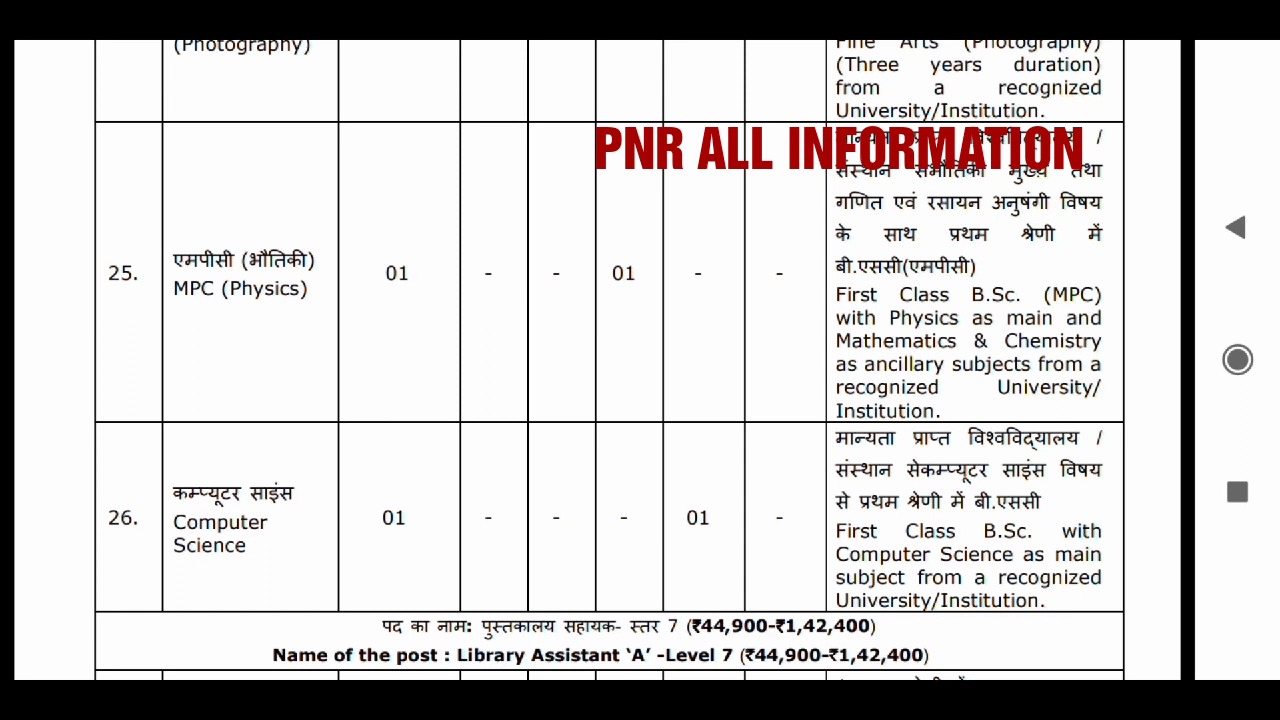 (Photography)
Fine Arts (Photography)
(Three years duration)
from a recognized
University/Institution.
PNR ALL INFORMATION
25.
एमपीसी (भौतिकी)
MPC (Physics)
01
-
-
01
-
-
संस्थान सेभौतिकी मुख्य तथा
गणित एवं रसायन अनुषंगी विषय
के साथ प्रथम श्रेणी में
बी.एससी(एमपीसी)
First Class B.Sc. (MPC)
with Physics as main and
Mathematics & Chemistry
as ancillary subjects from a
recognized University/
Institution.
26.
कम्प्यूटर साइंस
Computer
Science
01
-
-
-
01
-
मान्यता प्राप्त विश्वविद्यालय /
संस्थान सेकम्प्यूटर साइंस विषय
से प्रथम श्रेणी में बी.एससी
First Class B.Sc. with
Computer Science as main
subject from a recognized
University/Institution.
पद का नाम: पुस्तकालय सहायक- स्तर 7 (₹44,900-₹1,42,400)
Name of the post : Library Assistant ‘A’ -Level 7 (₹44,900-₹1,42,400)